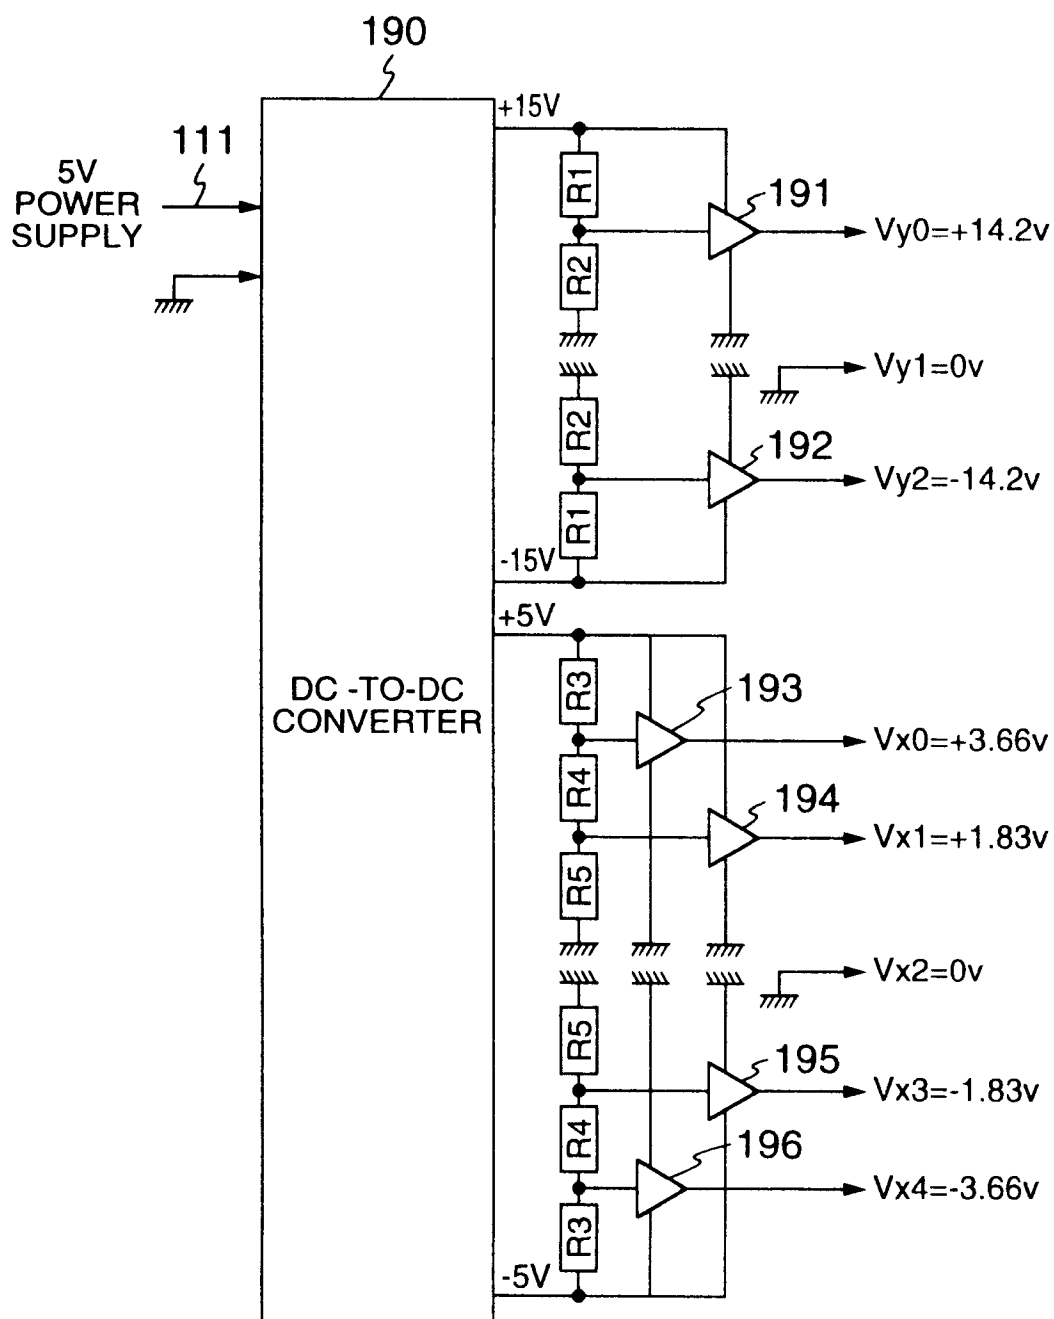 190
+15V
111
5V
POWER
SUPPLY
R1
191
Vy0=+14.2v
R2
Vy1=0v
R2
192
Vy2=-14.2v
R1
-15V
+5V
DC -TO-DC
CONVERTER
R3
193
Vx0=+3.66v
R4
194
Vx1=+1.83v
R5
Vx2=0v
R5
195
Vx3=-1.83v
R4
196
Vx4=-3.66v
R3
-5V